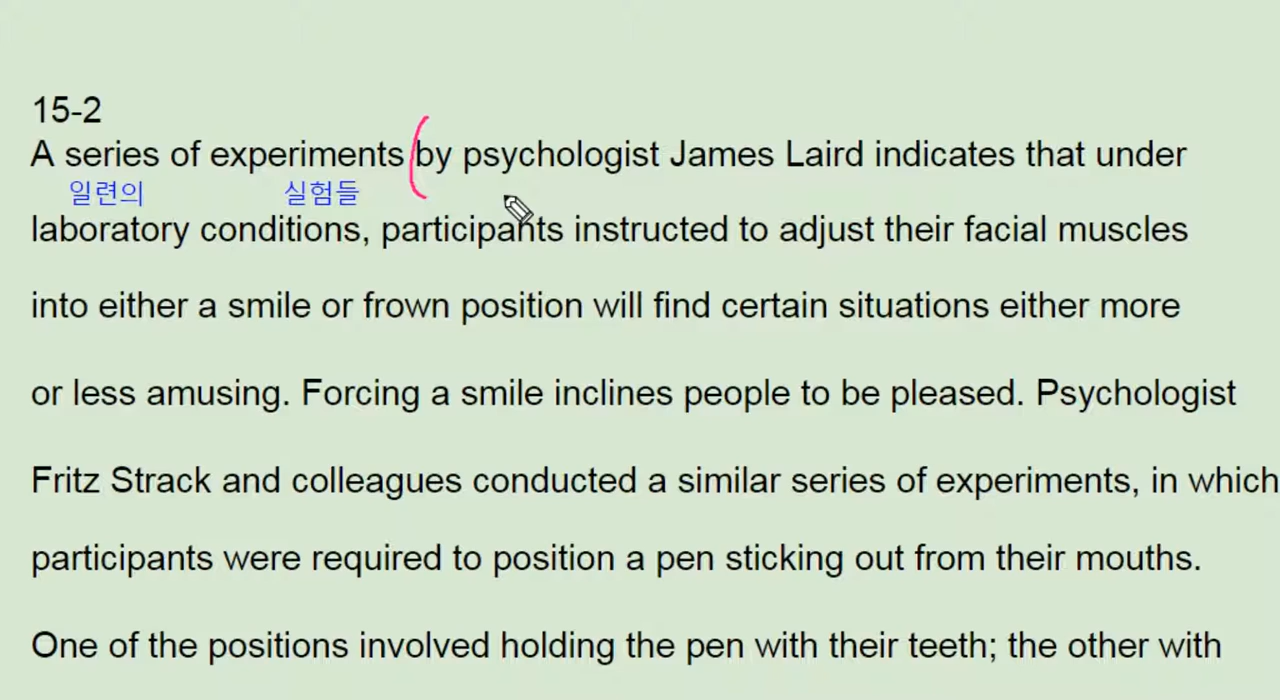 15-2
A series of experiments (by psychologist James Laird indicates that under
일련의 실험들
laboratory conditions, participants instructed to adjust their facial muscles
into either a smile or frown position will find certain situations either more
or less amusing. Forcing a smile inclines people to be pleased. Psychologist
Fritz Strack and colleagues conducted a similar series of experiments, in which
participants were required to position a pen sticking out from their mouths.
One of the positions involved holding the pen with their teeth; the other with